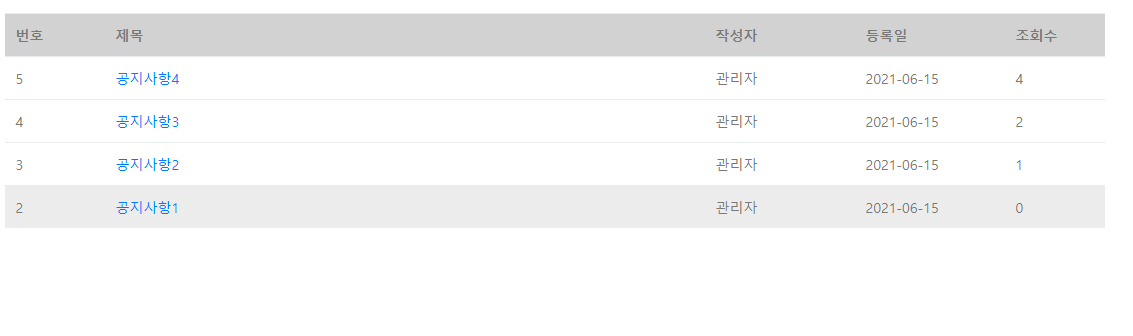 번호 제목 작성자 등록일 조회수
5 공지사항4 관리자 2021-06-15 4
4 공지사항3 관리자 2021-06-15 2
3 공지사항2 관리자 2021-06-15 1
2 공지사항1 관리자 2021-06-15 0